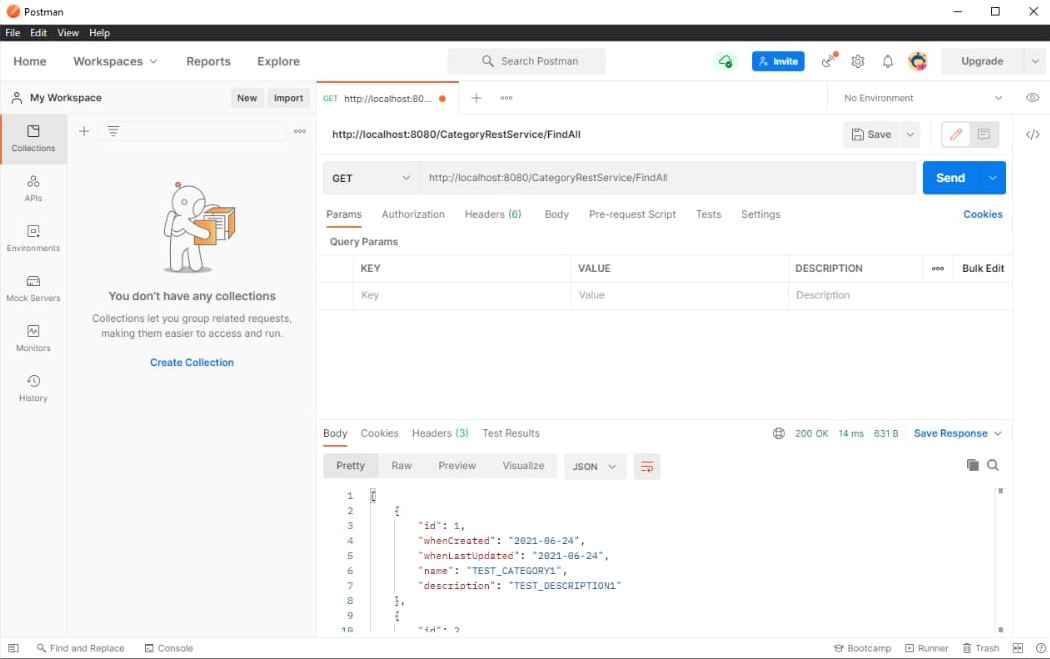 Postman
File Edit View Help
Home Workspaces Reports Explore Search Postman Invite Upgrade
My Workspace New Import GET http://localhost:80... No Environment
Collections
APIs
Environments
Mock Servers
Monitors
History
You don't have any collections
Collections let you group related requests,
making them easier to access and run.
Create Collection
http://localhost:8080/CategoryRestService/FindAll Save
GET http://localhost:8080/CategoryRestService/FindAll Send
Params Authorization Headers (6) Body Pre-request Script Tests Settings Cookies
Query Params
KEY VALUE DESCRIPTION Bulk Edit
Key Value Description
Body Cookies Headers (3) Test Results 200 OK 14 ms 631 B Save Response
Pretty Raw Preview Visualize JSON
1 [
2 {
3 "id": 1,
4 "whenCreated": "2021-06-24",
5 "whenLastUpdated": "2021-06-24",
6 "name": "TEST_CATEGORY1",
7 "description": "TEST_DESCRIPTION1"
8 },
9 {
10 "id": 2
Find and Replace Console Bootcamp Runner Trash